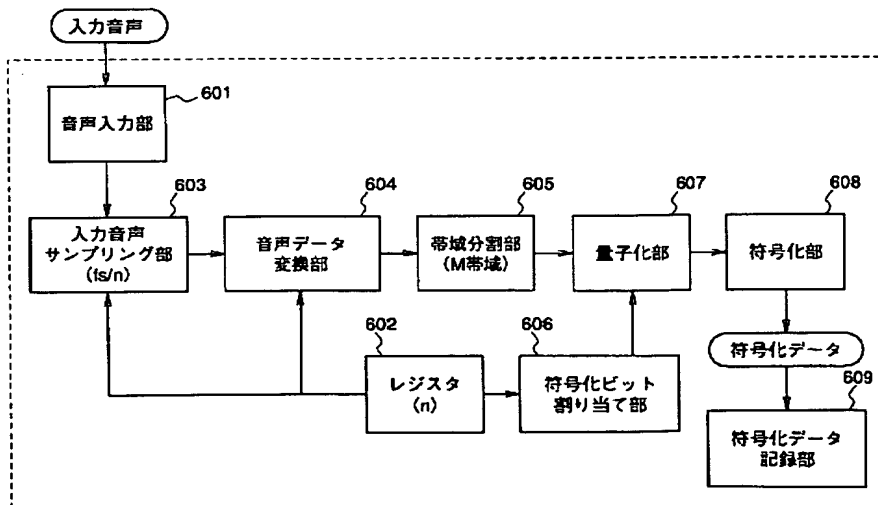 入力音声
601
音声入力部
603
入力音声
サンプリング部
(fs/n)
604
音声データ
変換部
605
帯域分割部
(M帯域)
607
量子化部
608
符号化部
602
レジスタ
(n)
606
符号化ビット
割り当て部
符号化データ
609
符号化データ
記録部